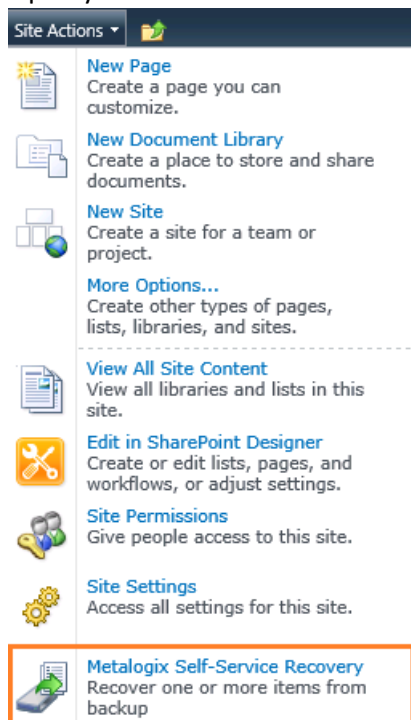 Site Actions
New Page
Create a page you can
customize.
New Document Library
Create a place to store and share
documents.
New Site
Create a site for a team or
project.
More Options...
Create other types of pages,
lists, libraries, and sites.
View All Site Content
View all libraries and lists in this
site.
Edit in SharePoint Designer
Create or edit lists, pages, and
workflows, or adjust settings.
Site Permissions
Give people access to this site.
Site Settings
Access all settings for this site.
Metalogix Self-Service Recovery
Recover one or more items from
backup